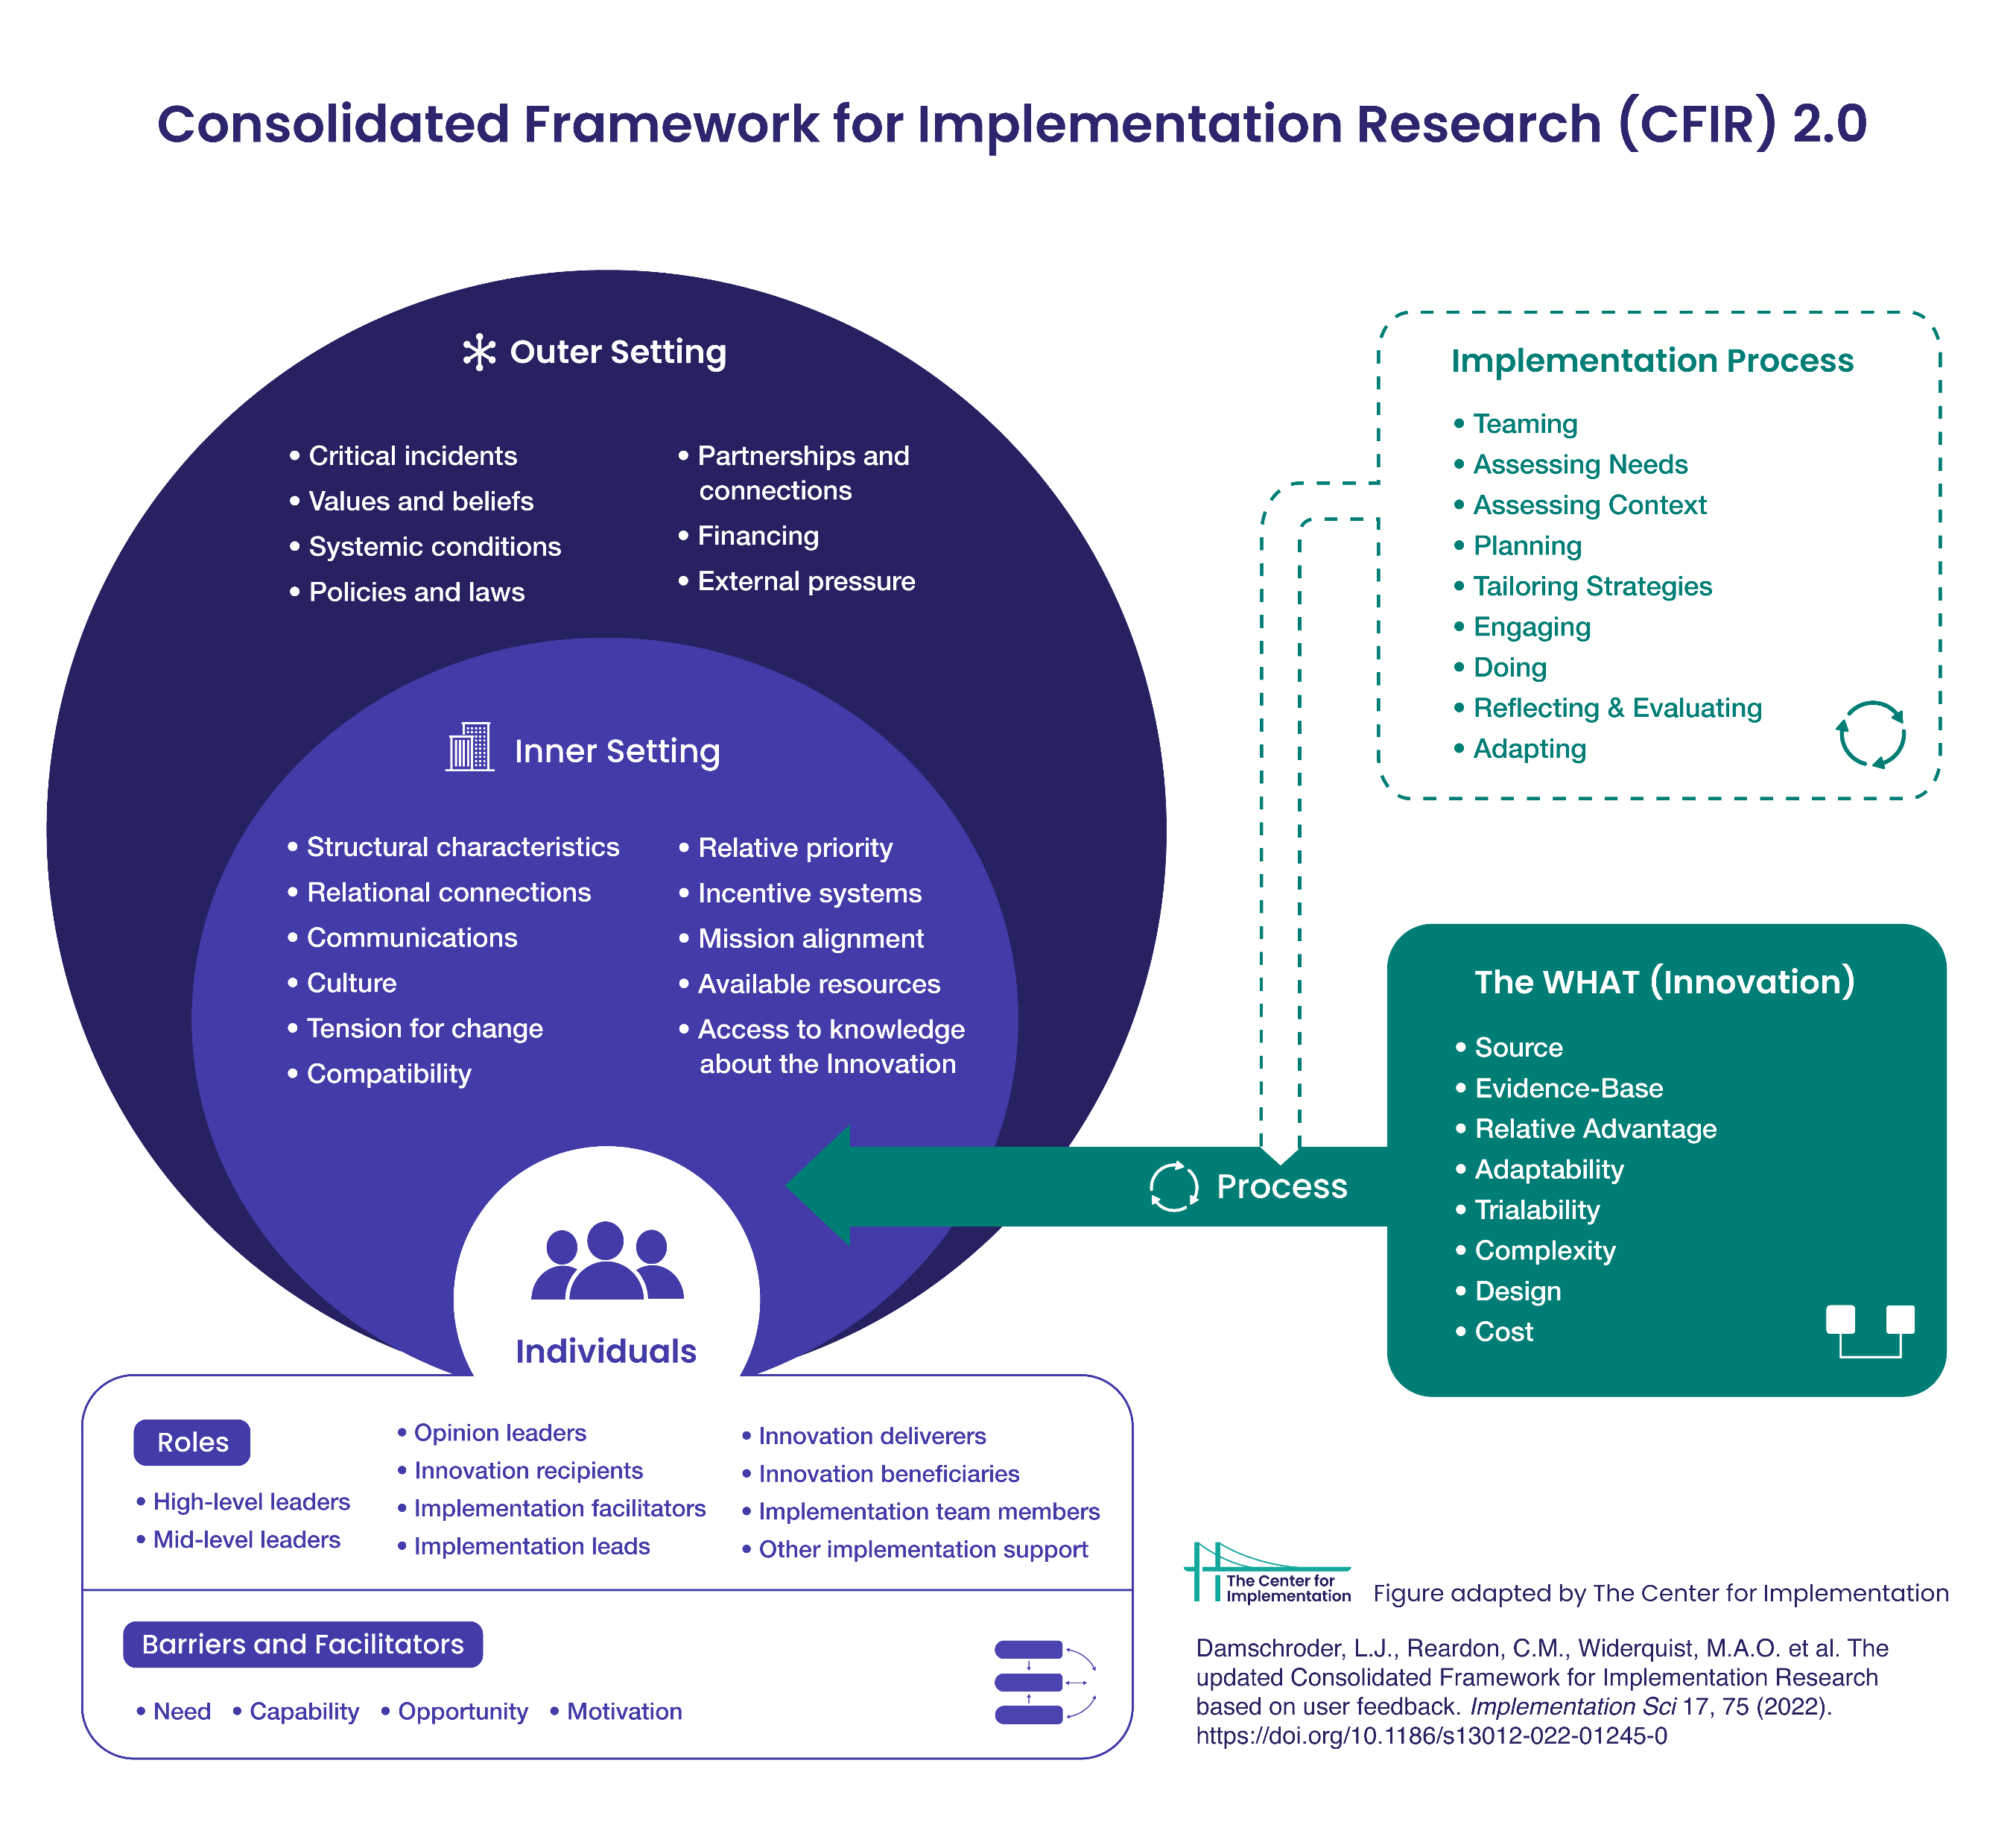 Consolidated Framework for Implementation Research (CFIR) 2.0
Outer Setting
• Critical incidents
• Values and beliefs
• Systemic conditions
• Policies and laws
• Partnerships and
connections
• Financing
• External pressure
Inner Setting
• Structural characteristics
• Relational connections
• Communications
• Culture
• Tension for change
• Compatibility
• Relative priority
• Incentive systems
• Mission alignment
• Available resources
• Access to knowledge
about the Innovation
Individuals
Roles
• High-level leaders
• Mid-level leaders
• Opinion leaders
• Innovation recipients
• Implementation facilitators
• Implementation leads
• Innovation deliverers
• Innovation beneficiaries
• Implementation team members
• Other implementation support
Barriers and Facilitators
• Need • Capability • Opportunity • Motivation
Implementation Process
• Teaming
• Assessing Needs
• Assessing Context
• Planning
• Tailoring Strategies
• Engaging
• Doing
• Reflecting & Evaluating
• Adapting
Process
The WHAT (Innovation)
• Source
• Evidence-Base
• Relative Advantage
• Adaptability
• Trialability
• Complexity
• Design
• Cost
The Center for
Implementation
Figure adapted by The Center for Implementation
Damschroder, L.J., Reardon, C.M., Widerquist, M.A.O. et al. The
updated Consolidated Framework for Implementation Research
based on user feedback. Implementation Sci 17, 75 (2022).
https://doi.org/10.1186/s13012-022-01245-0